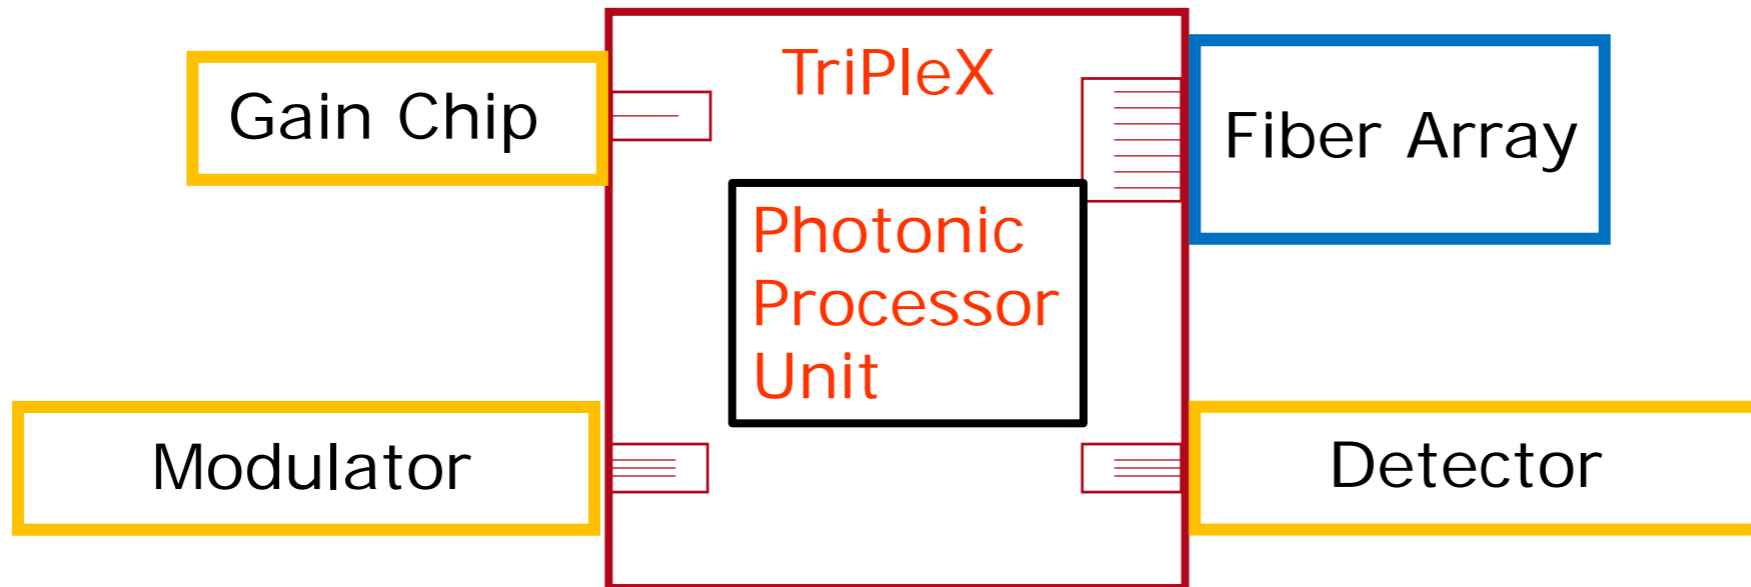 TriPleX
Gain Chip
Fiber Array
Photonic
Processor
Unit
Modulator
Detector